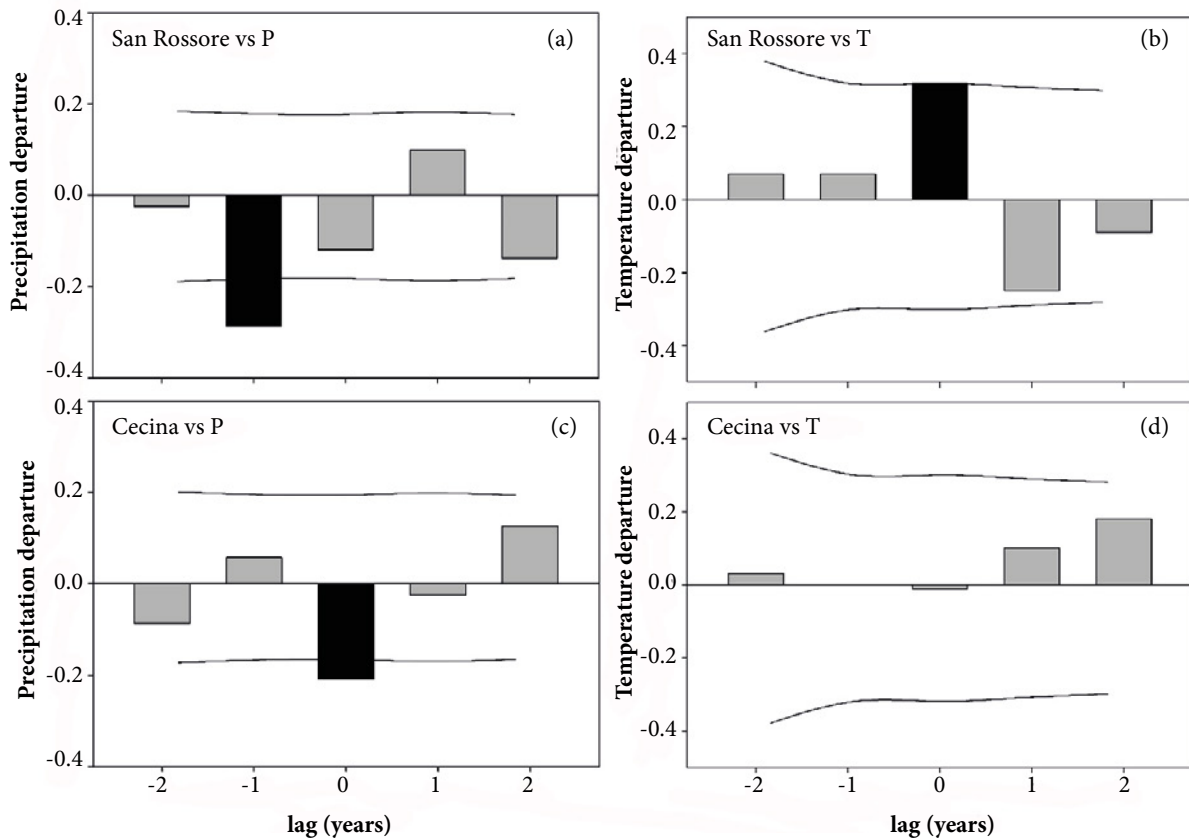 San Rossore vs P
(a)
Precipitation departure
0.4
0.2
0.0
-0.2
-0.4
San Rossore vs T
(b)
Temperature departure
0.4
0.2
0.0
-0.2
-0.4
Cecina vs P
(c)
Precipitation departure
0.4
0.2
0.0
-0.2
-0.4
-2 -1 0 1 2
lag (years)
Cecina vs T
(d)
Temperature departure
0.4
0.2
0.0
-0.2
-0.4
-2 -1 0 1 2
lag (years)